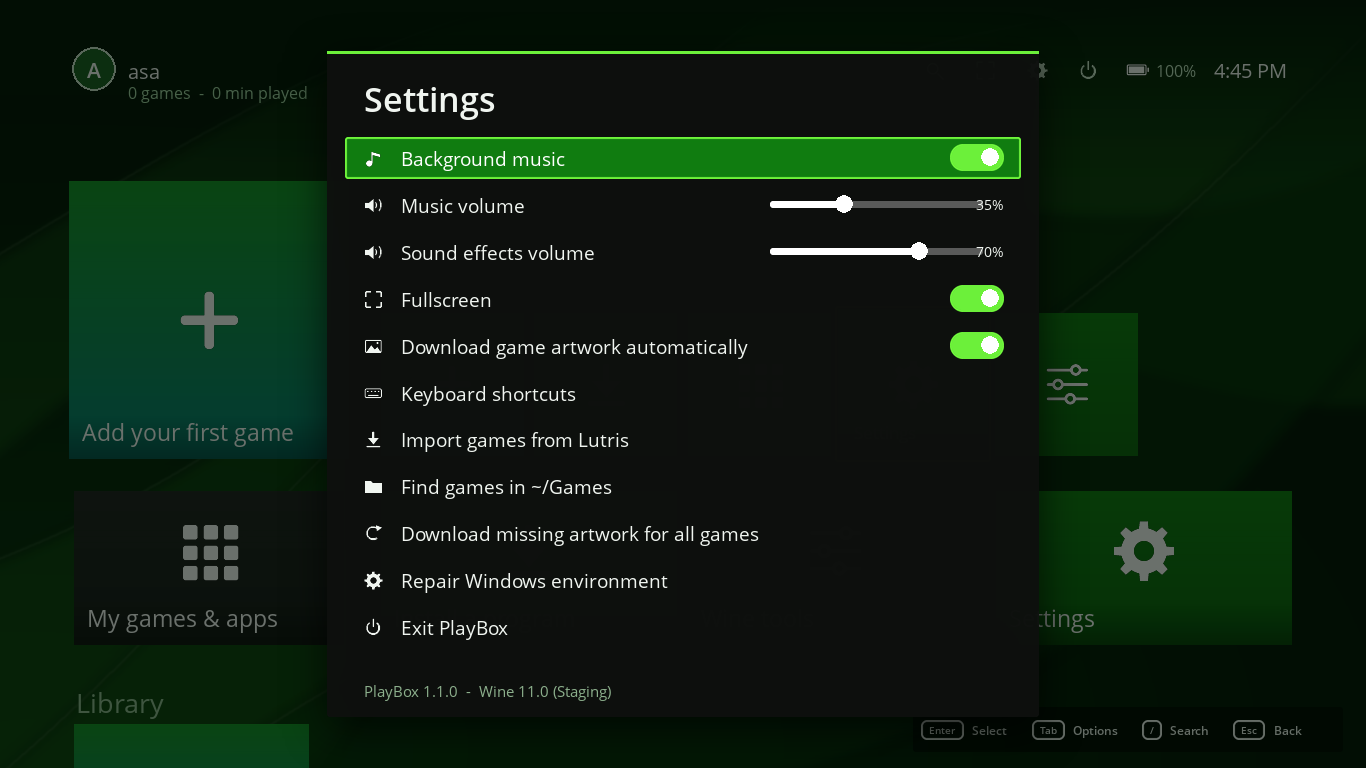 A
asa
0 games - 0 min played
100%
4:45 PM
Settings
Background music
Music volume
35%
Sound effects volume
70%
Fullscreen
Download game artwork automatically
Keyboard shortcuts
Import games from Lutris
Find games in ~/Games
Download missing artwork for all games
Repair Windows environment
Exit PlayBox
PlayBox 1.1.0 - Wine 11.0 (Staging)
Add your first game
My games & apps
ttings
Library
Enter Select Tab Options / Search Esc Back